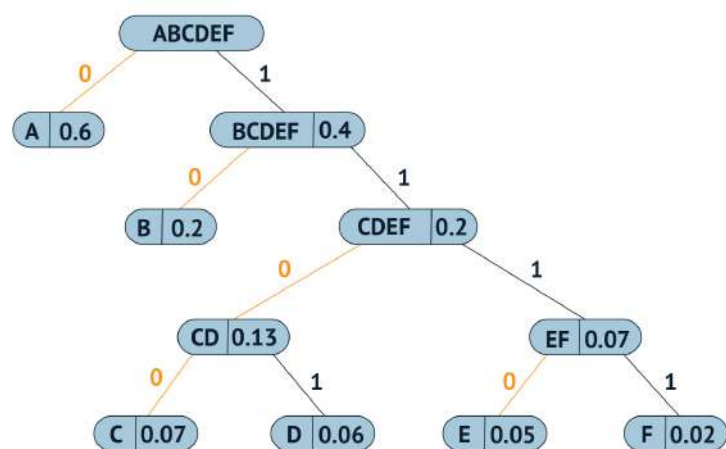 ABCDEF
0 1
A 0.6 BCDEF 0.4
0 1
B 0.2 CDEF 0.2
0 1
CD 0.13 EF 0.07
0 1 0 1
C 0.07 D 0.06 E 0.05 F 0.02